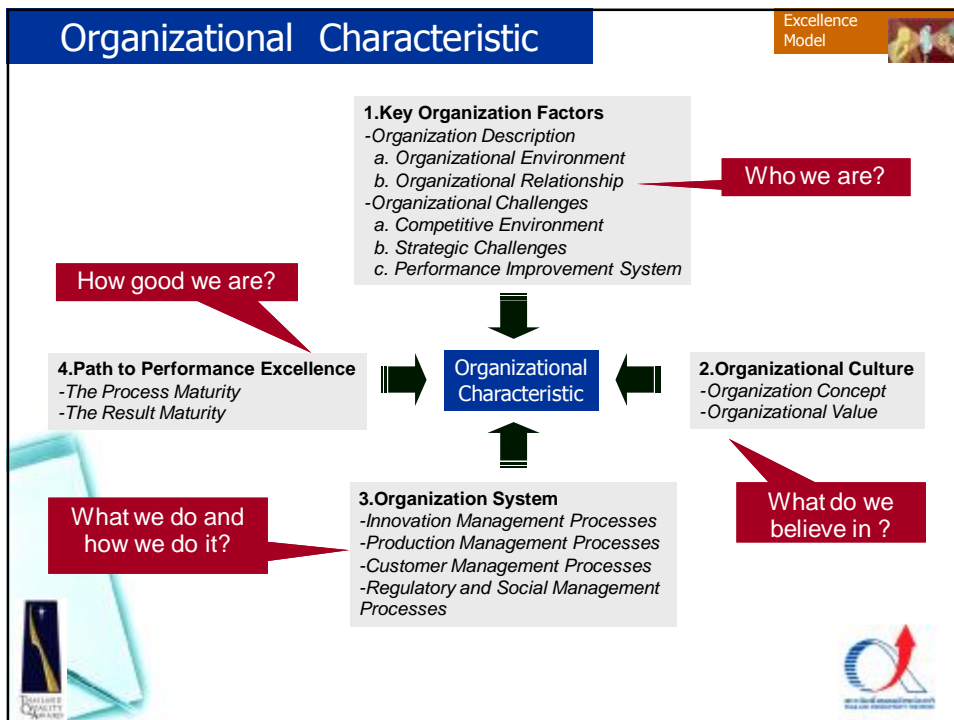 Organizational Characteristic
Excellence
Model
1.Key Organization Factors
-Organization Description
a. Organizational Environment
b. Organizational Relationship
-Organizational Challenges
a. Competitive Environment
b. Strategic Challenges
c. Performance Improvement System
Who we are?
How good we are?
4.Path to Performance Excellence
-The Process Maturity
-The Result Maturity
Organizational
Characteristic
2.Organizational Culture
-Organization Concept
-Organizational Value
What we do and
how we do it?
3.Organization System
-Innovation Management Processes
-Production Management Processes
-Customer Management Processes
-Regulatory and Social Management
Processes
What do we
believe in ?
THAILAND
QUALITY
AWARD